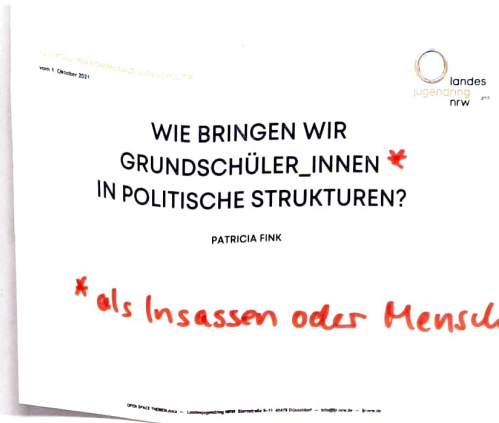 vom 1. Oktober 2021
landes
jugendring
nrw
WIE BRINGEN WIR
GRUNDSCHÜLER_INNEN *
IN POLITISCHE STRUKTUREN?
PATRICIA FINK
* als Insassen oder Mensch